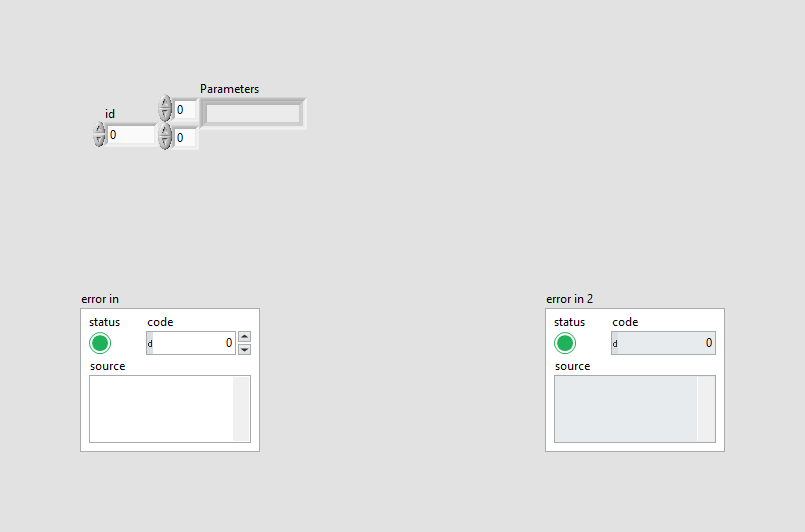 Parameters
0
id
0
0
error in
status code
d 0
source
error in 2
status code
d 0
source